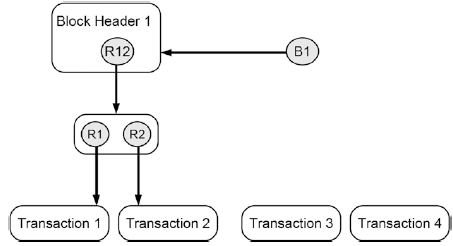 Block Header 1
R12
B1
R1 R2
Transaction 1 Transaction 2 Transaction 3 Transaction 4